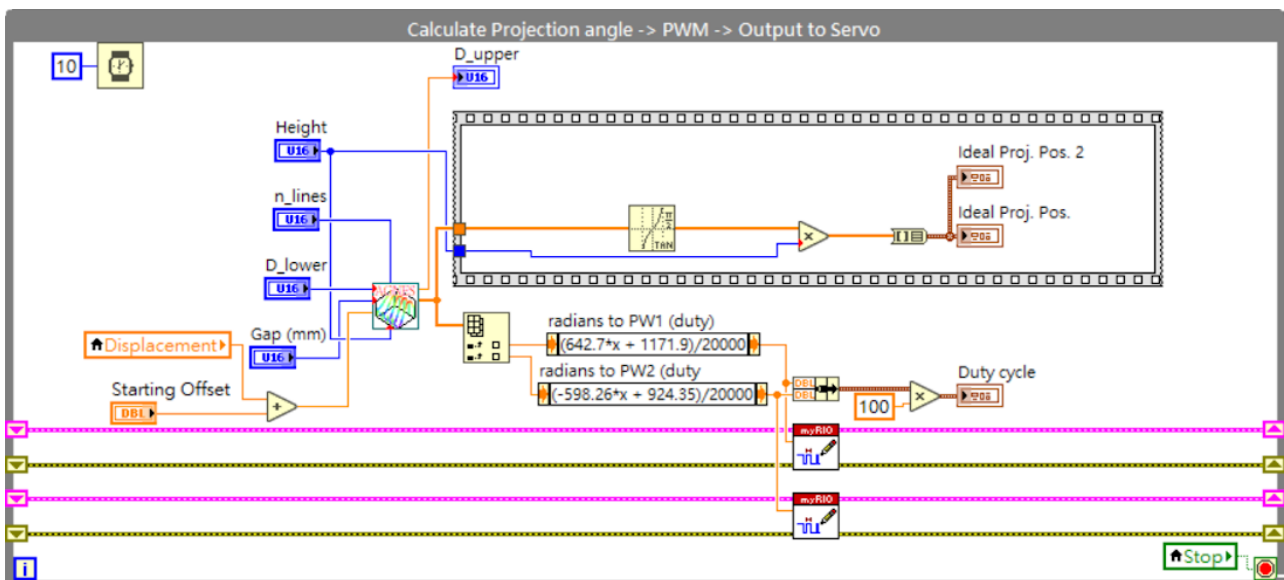 Calculate Projection angle -> PWM -> Output to Servo
10
D_upper
U16
Height
U16
Ideal Proj. Pos. 2
n_lines
U16
Ideal Proj. Pos.
TAN
D_lower
U16
radians to PW1 (duty)
(642.7*x + 1171.9)/20000
Gap (mm)
U16
Displacement
radians to PW2 (duty
(-598.26*x + 924.35)/20000
DBL
DBL
Duty cycle
Starting Offset
DBL
+
x
100
myRIO
myRIO
Stop
i